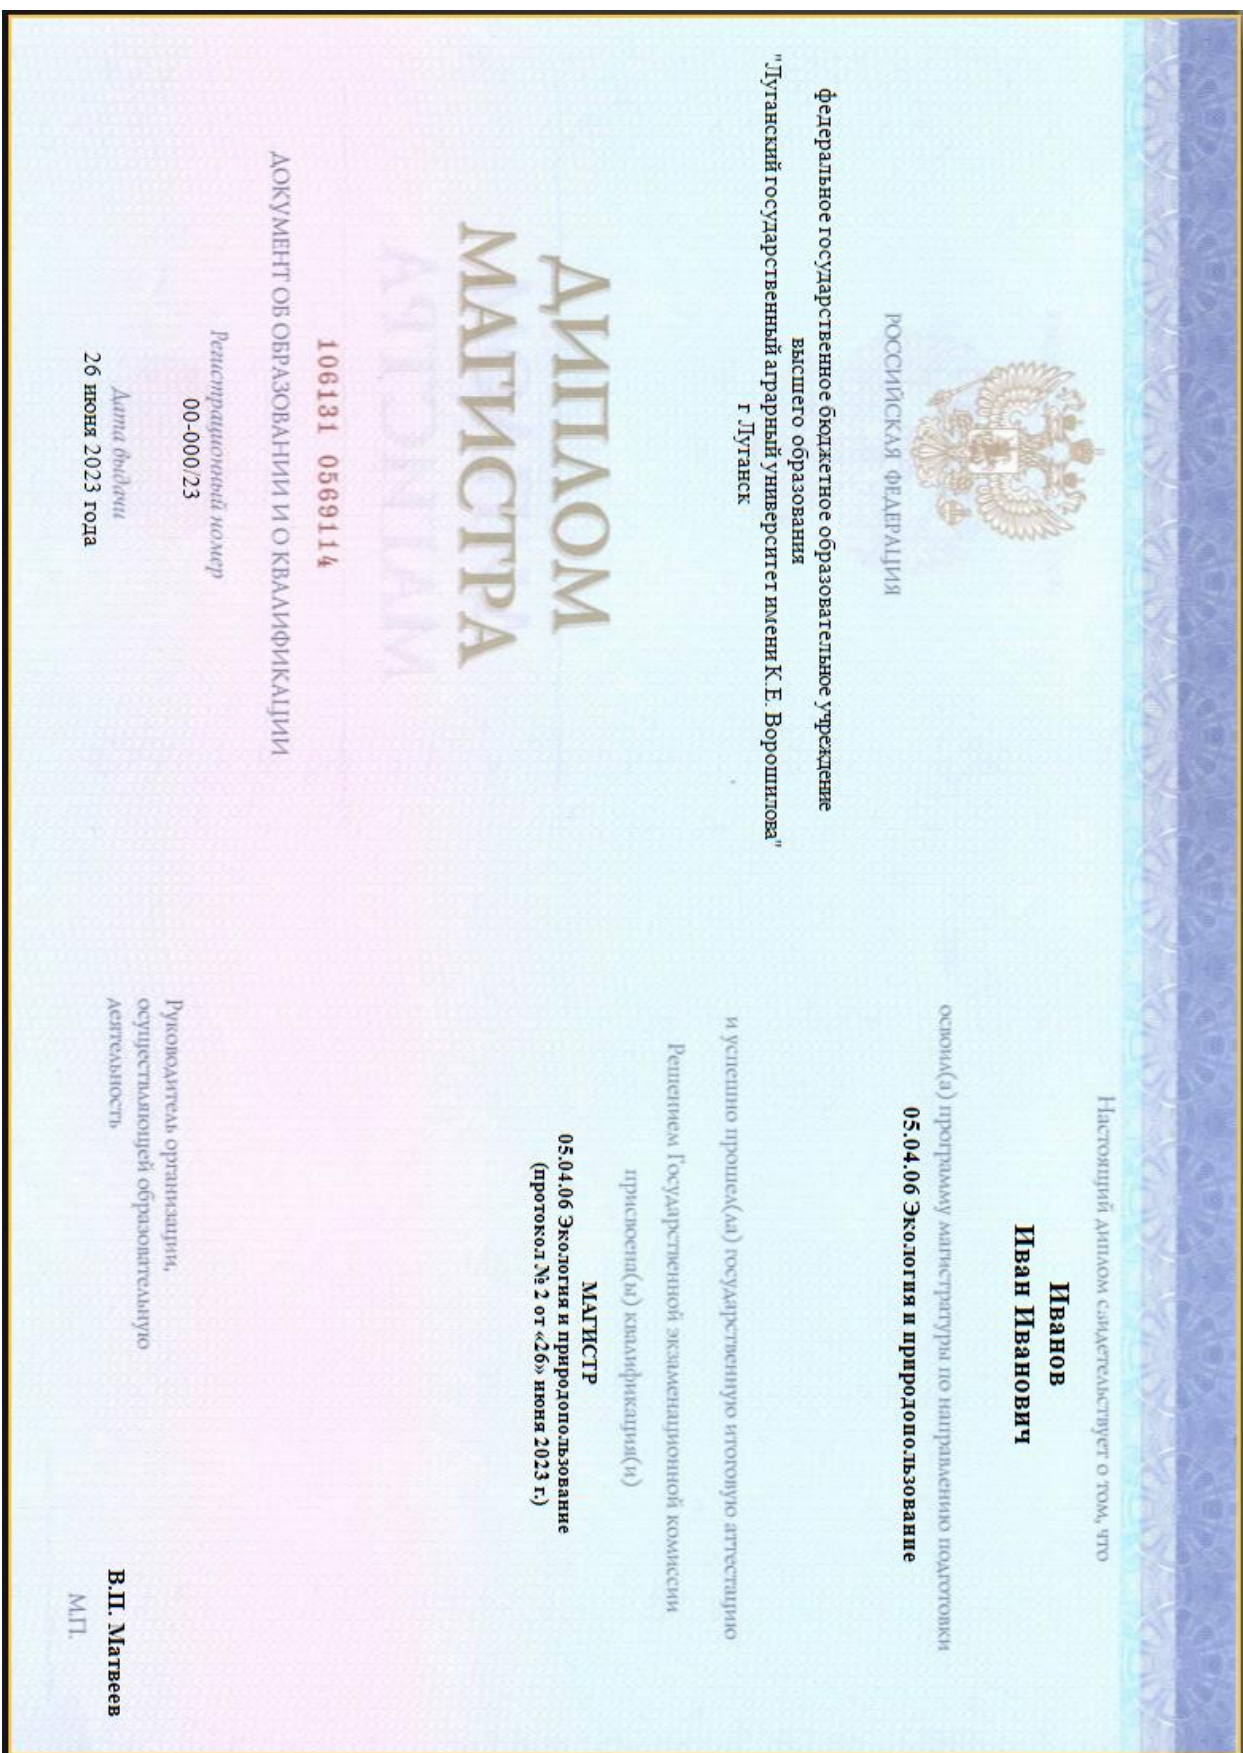 РОССИЙСКАЯ ФЕДЕРАЦИЯ
федеральное государственное бюджетное образовательное учреждение
высшего образования
"Луганский государственный аграрный университет имени К.Е. Ворошилова"
г Луганск
ДИПЛОМ
МАГИСТРА
106131 0569114
ДОКУМЕНТ ОБ ОБРАЗОВАНИИ И О КВАЛИФИКАЦИИ
Регистрационный номер
00-000/23
Дата выдачи
26 июня 2023 года
Настоящий диплом свидетельствует о том, что
Иванов
Иван Иванович
освоил(а) программу магистратуры по направлению подготовки
05.04.06 Экология и природопользование
и успешно прошел(ла) государственную итоговую аттестацию
Решением Государственной экзаменационной комиссии
присвоена(ы) квалификация(и)
МАГИСТР
05.04.06 Экология и природопользование
(протокол № 2 от «26» июня 2023 г.)
Руководитель организации,
осуществляющей образовательную
деятельность
В.П. Матвеев
М.П.